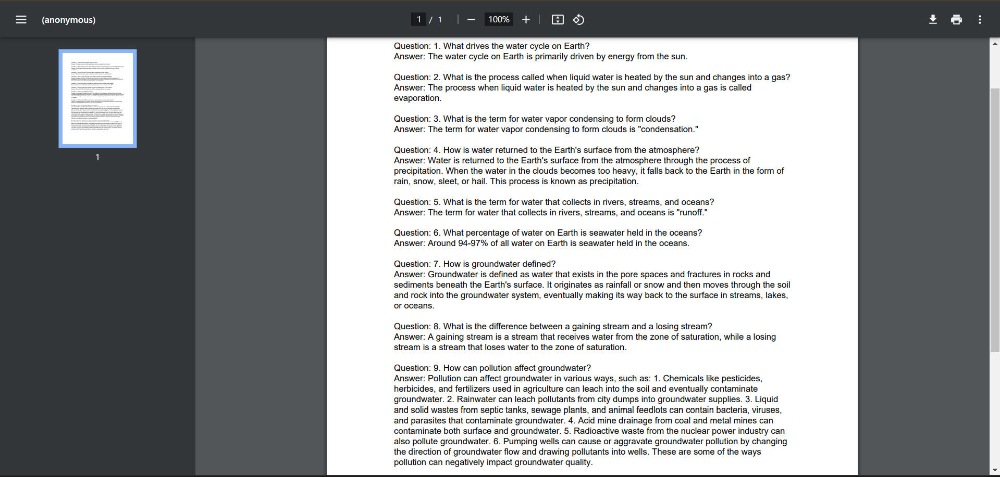 (anonymous)
1 / 1
100%
1
Question: 1. What drives the water cycle on Earth?
Answer: The water cycle on Earth is primarily driven by energy from the sun.
Question: 2. What is the process called when liquid water is heated by the sun and changes into a gas?
Answer: The process when liquid water is heated by the sun and changes into a gas is called
evaporation.
Question: 3. What is the term for water vapor condensing to form clouds?
Answer: The term for water vapor condensing to form clouds is "condensation."
Question: 4. How is water returned to the Earth's surface from the atmosphere?
Answer: Water is returned to the Earth's surface from the atmosphere through the process of
precipitation. When the water in the clouds becomes too heavy, it falls back to the Earth in the form of
rain, snow, sleet, or hail. This process is known as precipitation.
Question: 5. What is the term for water that collects in rivers, streams, and oceans?
Answer: The term for water that collects in rivers, streams, and oceans is "runoff."
Question: 6. What percentage of water on Earth is seawater held in the oceans?
Answer: Around 94-97% of all water on Earth is seawater held in the oceans.
Question: 7. How is groundwater defined?
Answer: Groundwater is defined as water that exists in the pore spaces and fractures in rocks and
sediments beneath the Earth's surface. It originates as rainfall or snow and then moves through the soil
and rock into the groundwater system, eventually making its way back to the surface in streams, lakes,
or oceans.
Question: 8. What is the difference between a gaining stream and a losing stream?
Answer: A gaining stream is a stream that receives water from the zone of saturation, while a losing
stream is a stream that loses water to the zone of saturation.
Question: 9. How can pollution affect groundwater?
Answer: Pollution can affect groundwater in various ways, such as: 1. Chemicals like pesticides,
herbicides, and fertilizers used in agriculture can leach into the soil and eventually contaminate
groundwater. 2. Rainwater can leach pollutants from city dumps into groundwater supplies. 3. Liquid
and solid wastes from septic tanks, sewage plants, and animal feedlots can contain bacteria, viruses,
and parasites that contaminate groundwater. 4. Acid mine drainage from coal and metal mines can
contaminate both surface and groundwater. 5. Radioactive waste from the nuclear power industry can
also pollute groundwater. 6. Pumping wells can cause or aggravate groundwater pollution by changing
the direction of groundwater flow and drawing pollutants into wells. These are some of the ways
pollution can negatively impact groundwater quality.